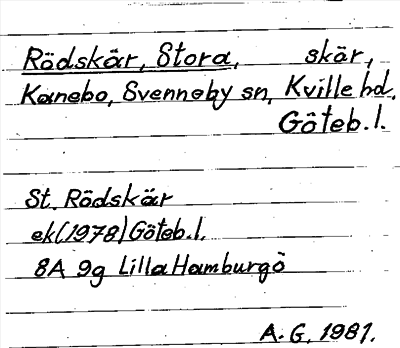 Rödskär, Stora, skär,
Kanebo, Svenneby sn, Kville hd.
Göteb. l.
St. Rödskär
ek (1978) Göteb. l.
8A 9g Lilla Hamburgö
A. G. 1981.